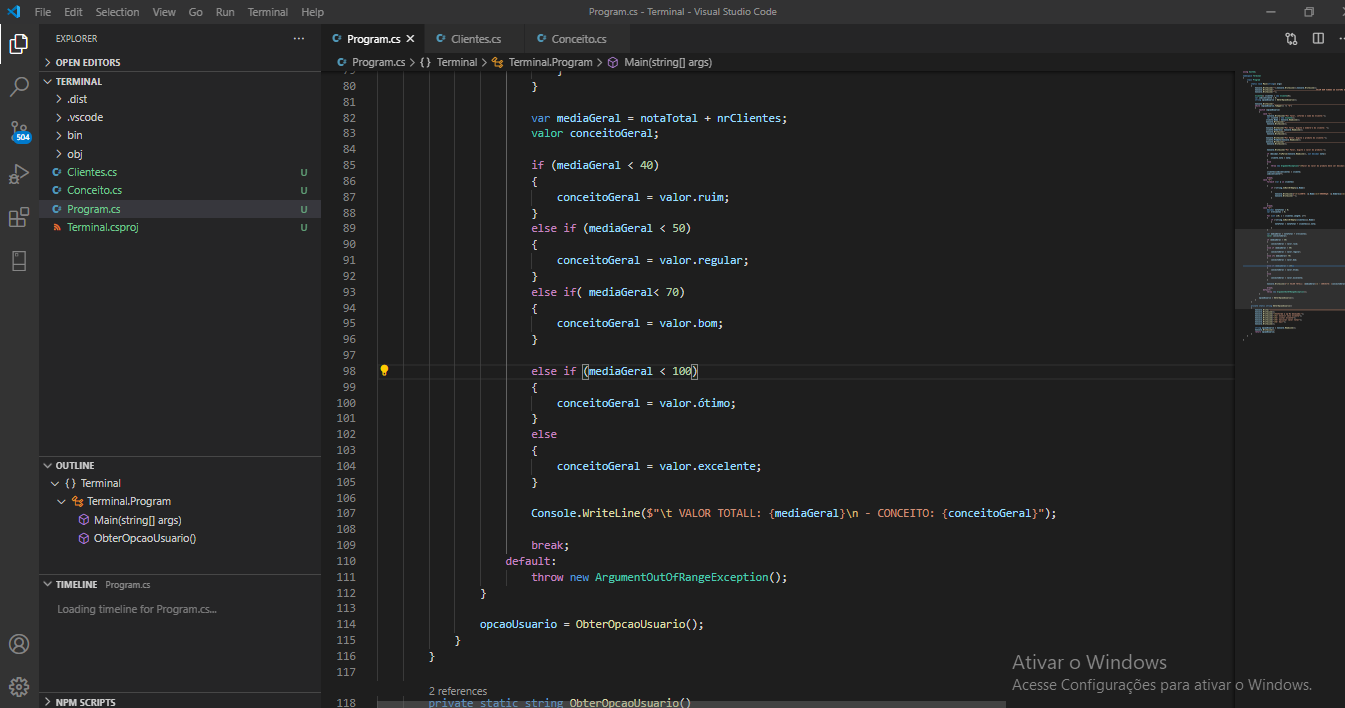 File Edit Selection View Go Run Terminal Help
Program.cs - Terminal - Visual Studio Code
EXPLORER
OPEN EDITORS
TERMINAL
.dist
.vscode
bin
obj
Clientes.cs U
Conceito.cs U
Program.cs U
Terminal.csproj U
504
OUTLINE
{ } Terminal
Terminal.Program
Main(string[] args)
ObterOpcaoUsuario()
TIMELINE Program.cs
Loading timeline for Program.cs...
NPM SCRIPTS
Program.cs Clientes.cs Conceito.cs
Program.cs > { } Terminal > Terminal.Program > Main(string[] args)
79 }
80 }
81
82 var mediaGeral = notaTotal + nrClientes;
83 valor conceitoGeral;
84
85 if (mediaGeral < 40)
86 {
87 conceitoGeral = valor.ruim;
88 }
89 else if (mediaGeral < 50)
90 {
91 conceitoGeral = valor.regular;
92 }
93 else if( mediaGeral< 70)
94 {
95 conceitoGeral = valor.bom;
96 }
97
98 else if (mediaGeral < 100)
99 {
100 conceitoGeral = valor.ótimo;
101 }
102 else
103 {
104 conceitoGeral = valor.excelente;
105 }
106
107 Console.WriteLine($"\t VALOR TOTALL: {mediaGeral}\n - CONCEITO: {conceitoGeral}");
108
109 break;
110 default:
111 throw new ArgumentOutOfRangeException();
112 }
113
114 opcaoUsuario = ObterOpcaoUsuario();
115 }
116 }
117
2 references
118 private static string ObterOpcaoUsuario()
Ativar o Windows
Acesse Configurações para ativar o Windows.